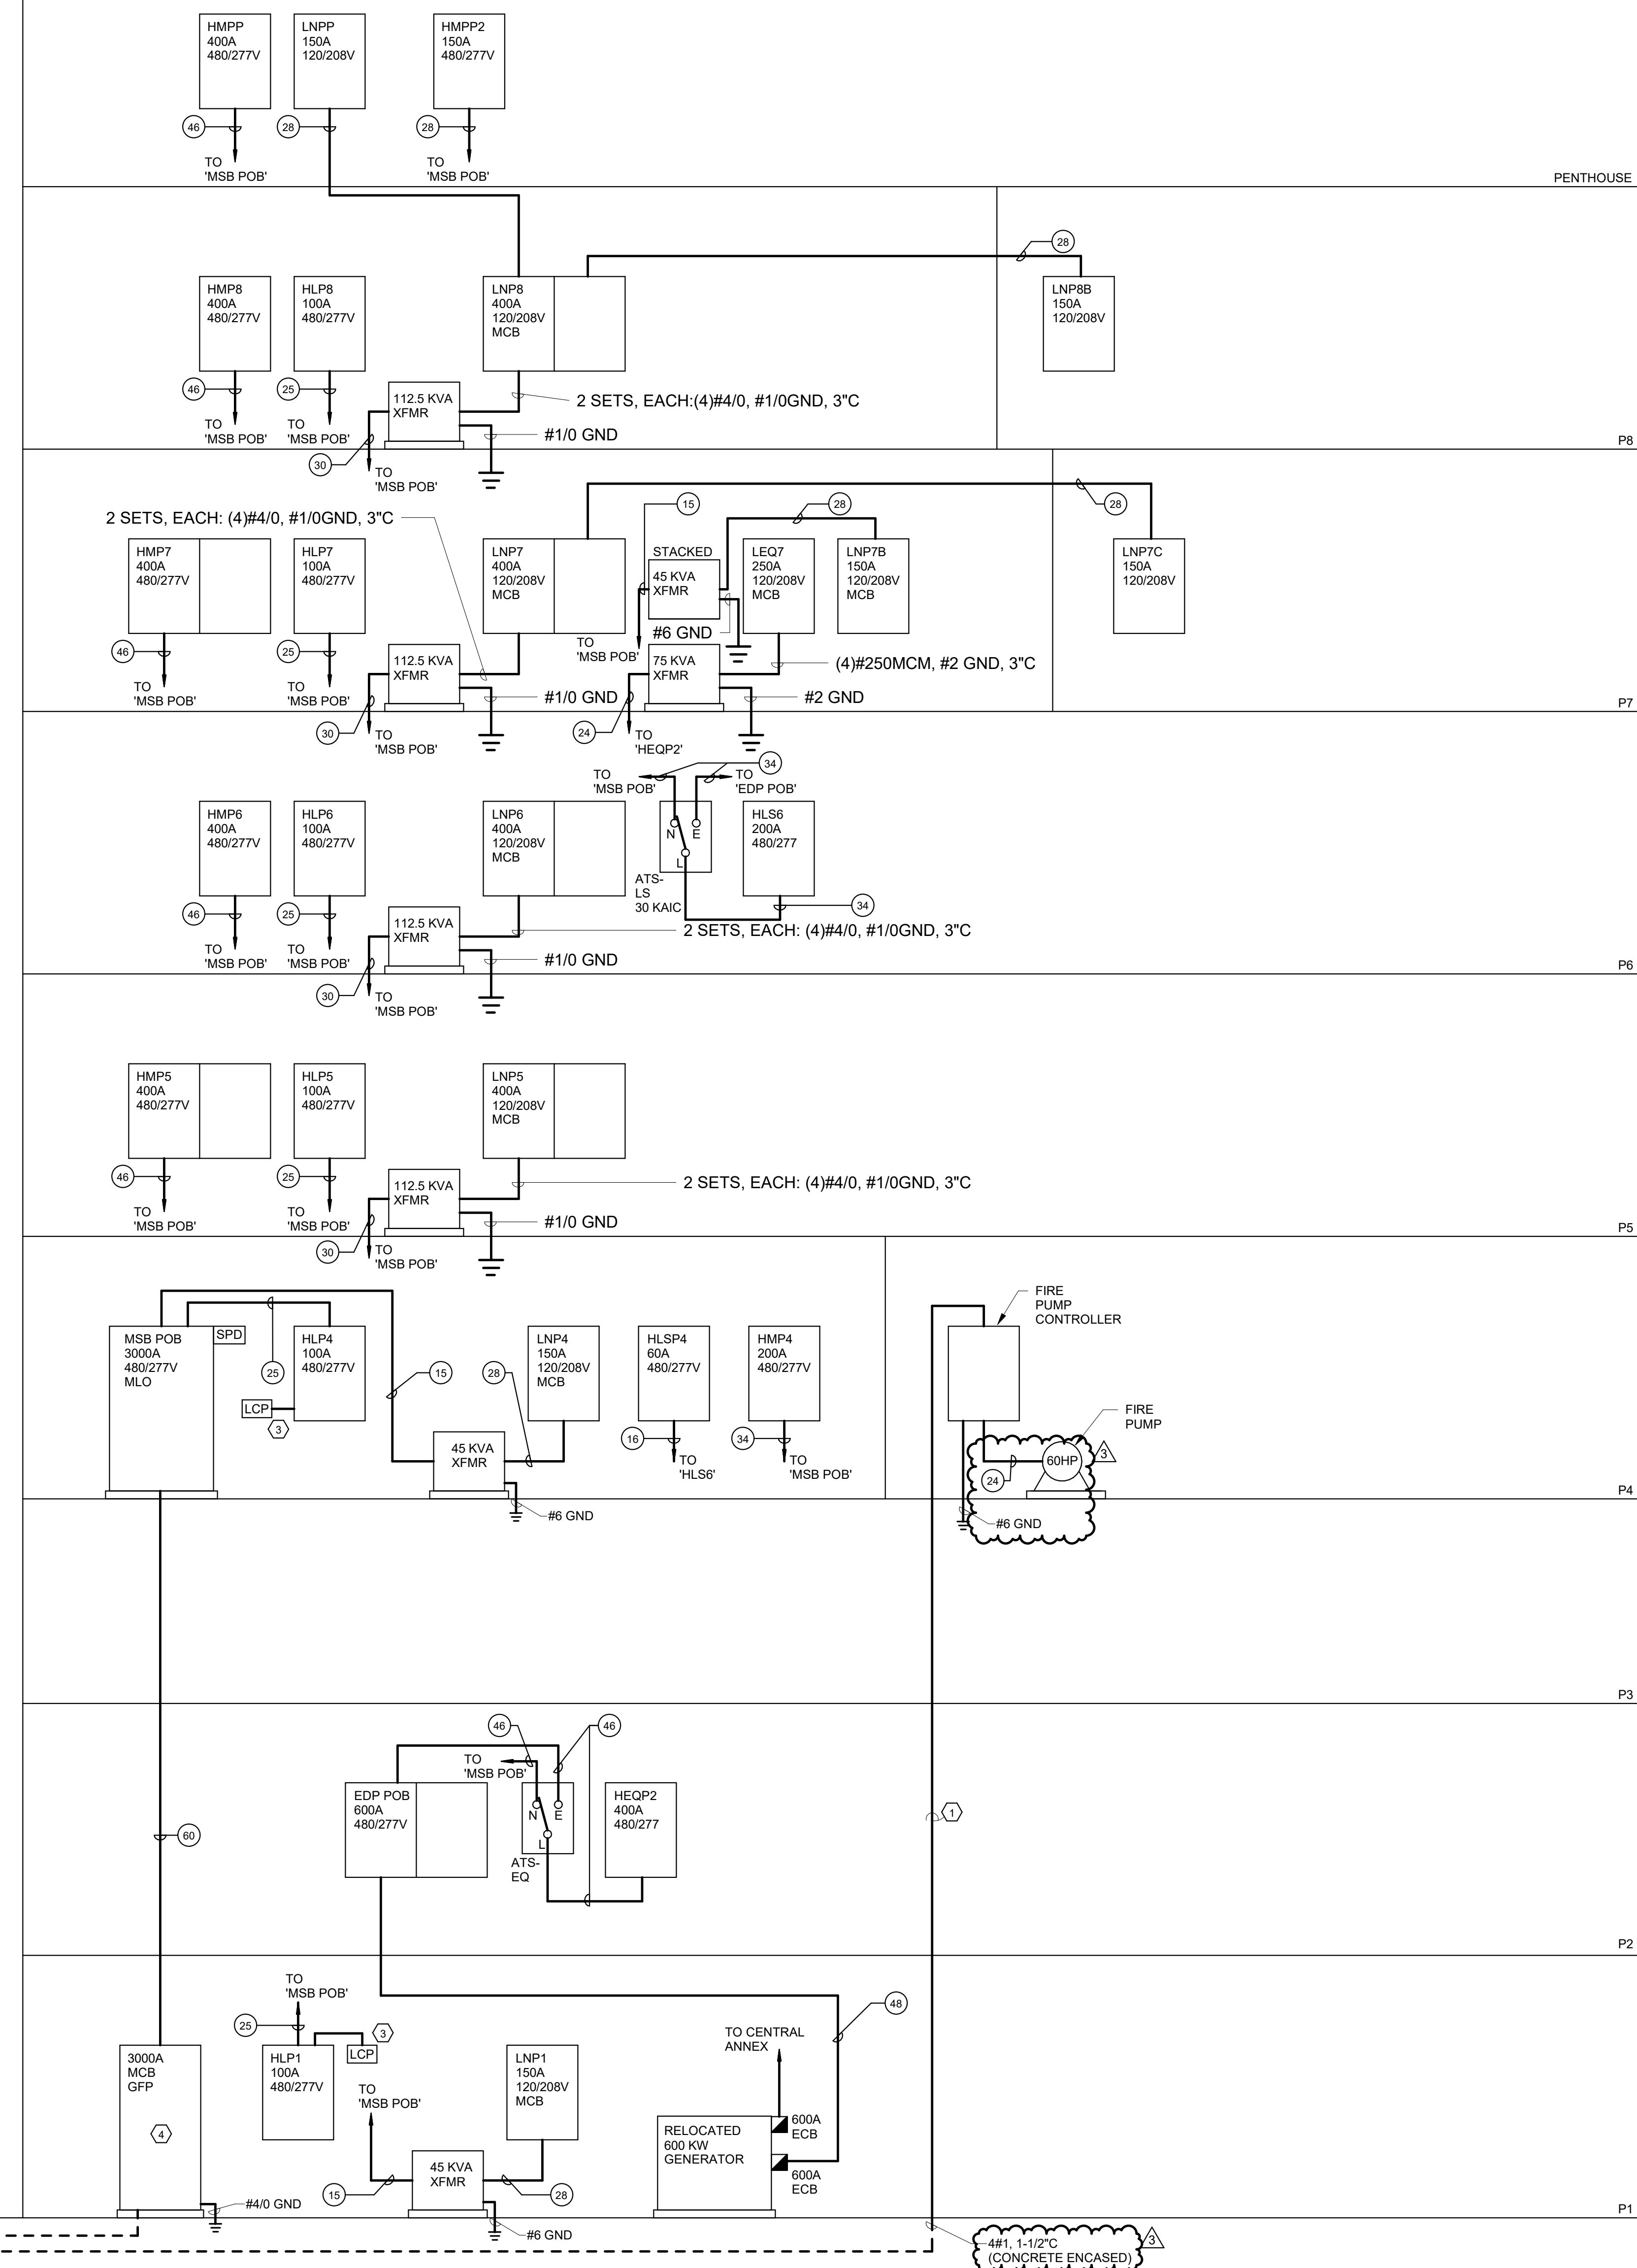 HMPP
400A
480/277V
LNPP
150A
120/208V
HMPP2
150A
480/277V
46
28
28
TO
'MSB POB'
TO
'MSB POB'
PENTHOUSE
28
HMP8
400A
480/277V
HLP8
100A
480/277V
LNP8
400A
120/208V
MCB
LNP8B
150A
120/208V
46
25
112.5 KVA
XFMR
2 SETS, EACH:(4)#4/0, #1/0GND, 3"C
TO
'MSB POB'
TO
'MSB POB'
#1/0 GND
P8
30
TO
'MSB POB'
15
28
28
2 SETS, EACH: (4)#4/0, #1/0GND, 3"C
HMP7
400A
480/277V
HLP7
100A
480/277V
LNP7
400A
120/208V
MCB
STACKED
45 KVA
XFMR
LEQ7
250A
120/208V
MCB
LNP7B
150A
120/208V
MCB
LNP7C
150A
120/208V
#6 GND
TO
'MSB POB'
46
25
112.5 KVA
XFMR
75 KVA
XFMR
(4)#250MCM, #2 GND, 3"C
TO
'MSB POB'
TO
'MSB POB'
#1/0 GND
#2 GND
P7
30
TO
'MSB POB'
24
TO
'HEQP2'
34
TO
'MSB POB'
TO
'EDP POB'
HMP6
400A
480/277V
HLP6
100A
480/277V
LNP6
400A
120/208V
MCB
N
E
L
HLS6
200A
480/277
ATS-
LS
30 KAIC
34
46
25
112.5 KVA
XFMR
2 SETS, EACH: (4)#4/0, #1/0GND, 3"C
TO
'MSB POB'
TO
'MSB POB'
#1/0 GND
P6
30
TO
'MSB POB'
HMP5
400A
480/277V
HLP5
100A
480/277V
LNP5
400A
120/208V
MCB
46
25
112.5 KVA
XFMR
2 SETS, EACH: (4)#4/0, #1/0GND, 3"C
TO
'MSB POB'
TO
'MSB POB'
#1/0 GND
P5
30
TO
'MSB POB'
FIRE
PUMP
CONTROLLER
MSB POB
3000A
480/277V
MLO
SPD
HLP4
100A
480/277V
LNP4
150A
120/208V
MCB
HLSP4
60A
480/277V
HMP4
200A
480/277V
25
15
28
LCP
3
FIRE
PUMP
16
34
45 KVA
XFMR
TO
'HLS6'
TO
'MSB POB'
60HP
3
24
P4
#6 GND
#6 GND
P3
46
46
TO
'MSB POB'
EDP POB
600A
480/277V
N
E
L
HEQP2
400A
480/277
1
60
ATS-
EQ
P2
TO
'MSB POB'
48
25
3
TO CENTRAL
ANNEX
3000A
MCB
GFP
HLP1
100A
480/277V
LCP
LNP1
150A
120/208V
MCB
TO
'MSB POB'
4
RELOCATED
600 KW
GENERATOR
600A
ECB
600A
ECB
45 KVA
XFMR
15
28
#4/0 GND
P1
#6 GND
4#1, 1-1/2"C
(CONCRETE ENCASED)
3